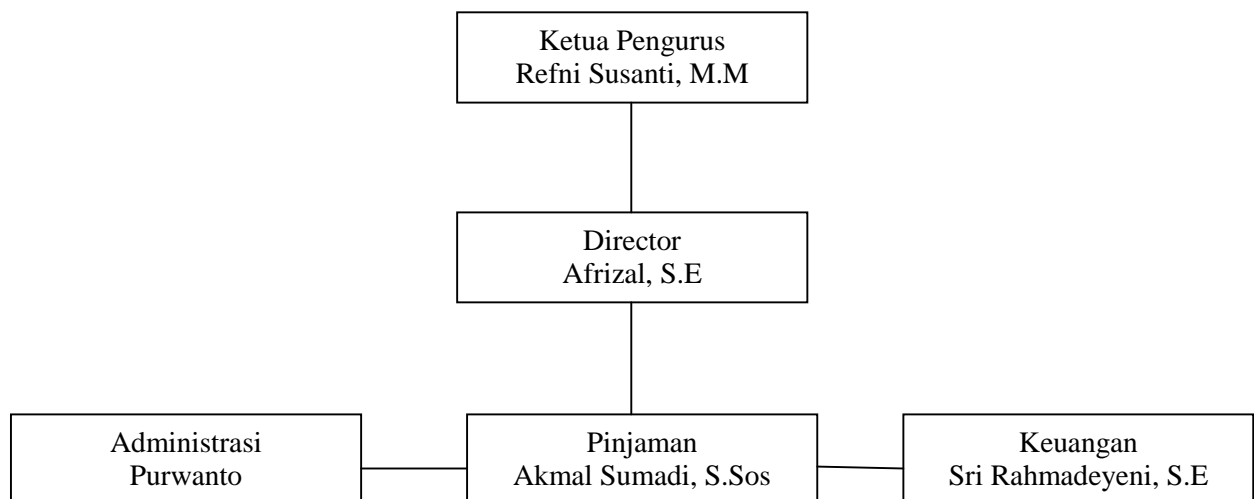 Ketua Pengurus
Refni Susanti, M.M
Director
Afrizal, S.E
Administrasi
Purwanto
Pinjaman
Akmal Sumadi, S.Sos
Keuangan
Sri Rahmadeyeni, S.E